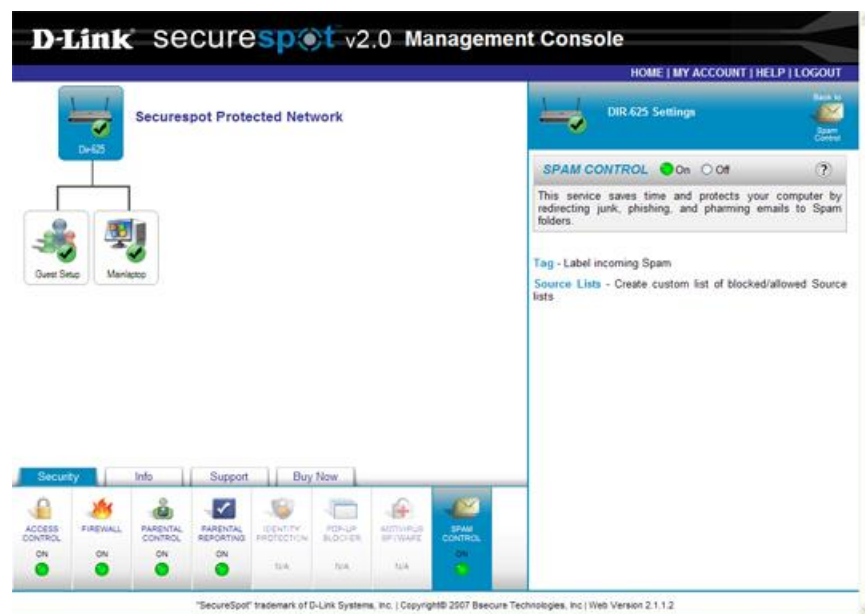 D-Link securespot v2.0 Management Console
HOME | MY ACCOUNT | HELP | LOGOUT
Dir-625
Securespot Protected Network
Guest Setup
Mainlaptop
DIR-625 Settings
Back to
Spam
Control
SPAM CONTROL On Off ?
This service saves time and protects your computer by
redirecting junk, phishing, and pharming emails to Spam
folders.
Tag - Label incoming Spam
Source Lists - Create custom list of blocked/allowed Source
lists
Security Info Support Buy Now
ACCESS
CONTROL
ON
FIREWALL
ON
PARENTAL
CONTROL
ON
PARENTAL
REPORTING
ON
IDENTITY
PROTECTION
N/A
POP-UP
BLOCKER
N/A
ANTIVIRUS
SPYWARE
N/A
SPAM
CONTROL
ON
"SecureSpot" trademark of D-Link Systems, Inc. | Copyright© 2007 Bsecure Technologies, Inc | Web Version 2.1.1.2